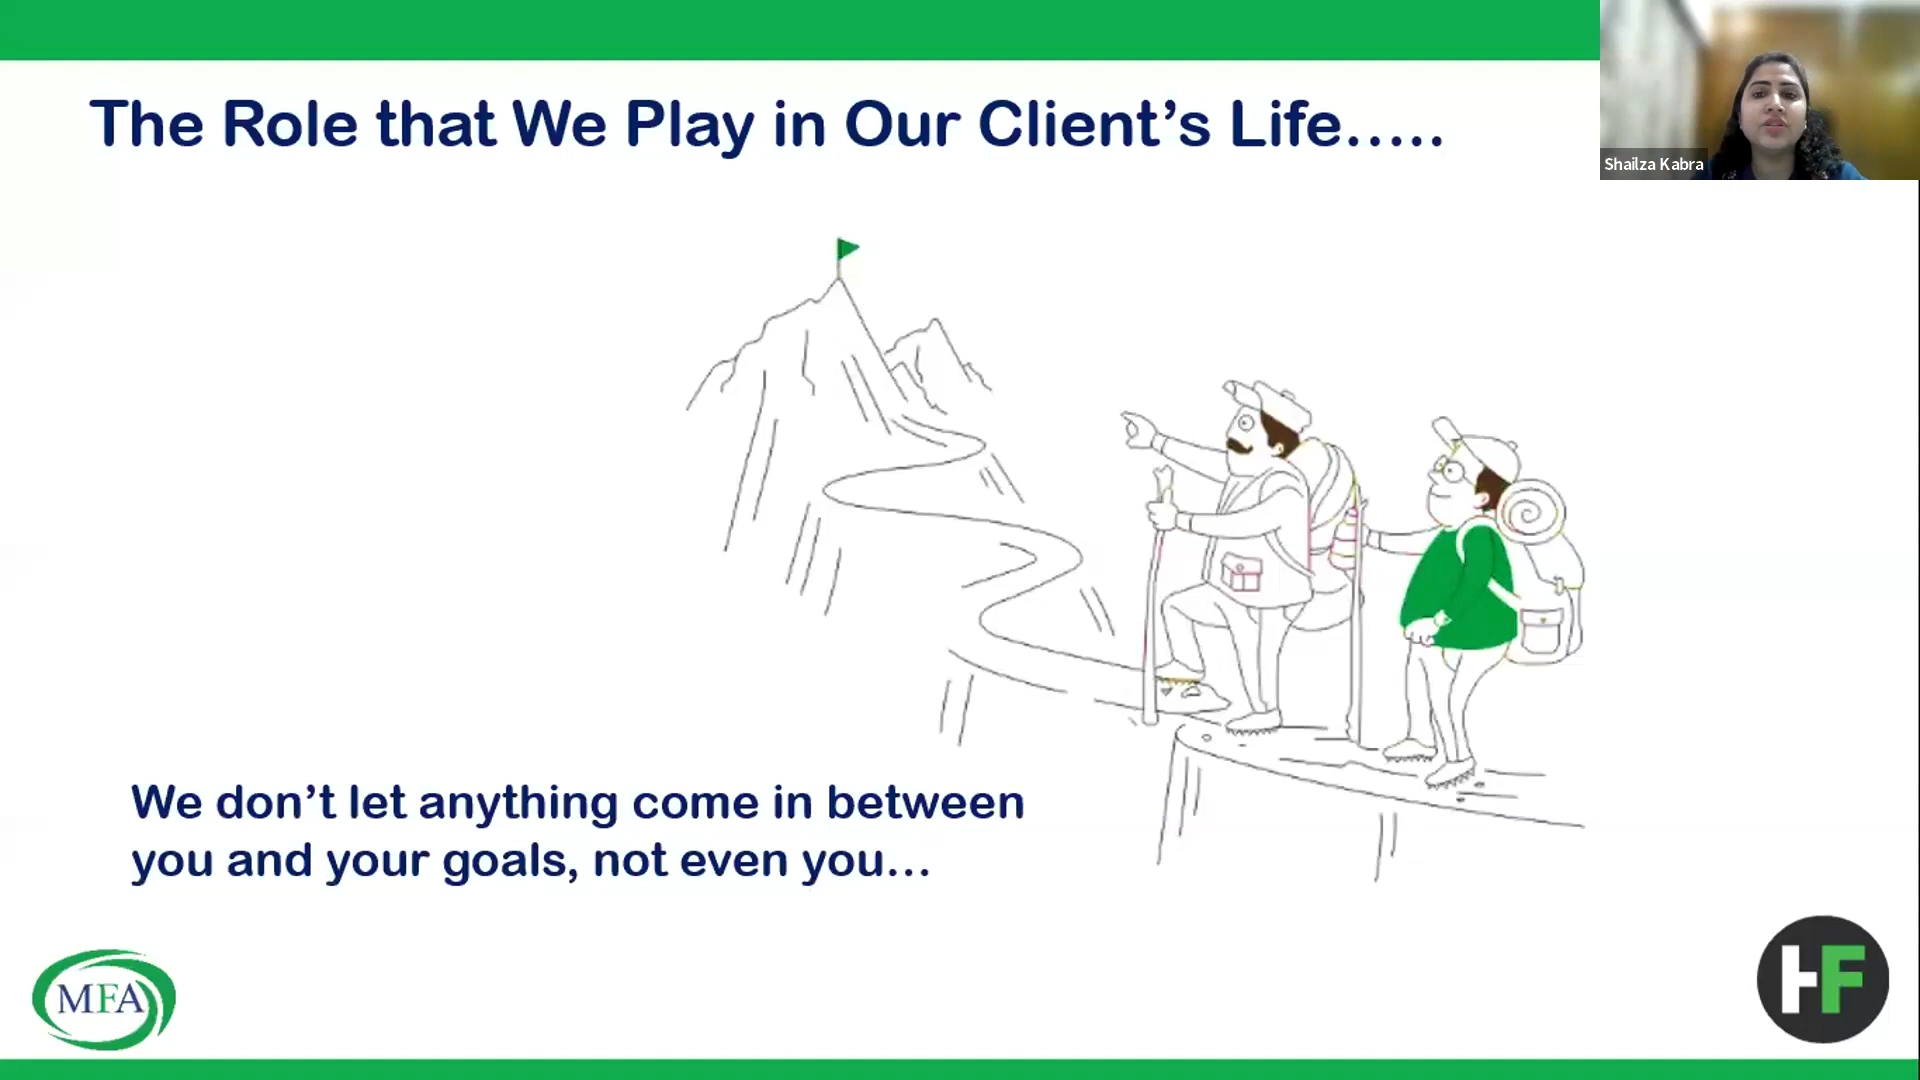 The Role that We Play in Our Client’s Life.....
Shailza Kabra
We don’t let anything come in between
you and your goals, not even you...
MFA
HF